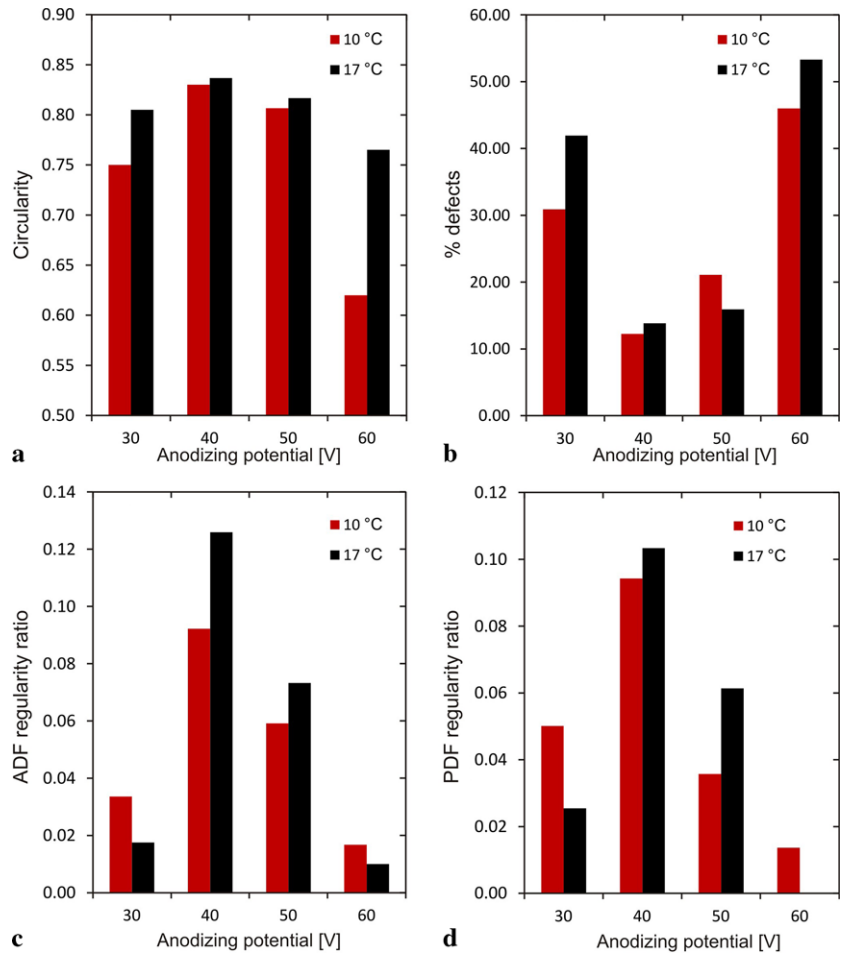 0.90
0.85
0.80
0.75
0.70
0.65
0.60
0.55
0.50
Circularity
10 °C
17 °C
30 40 50 60
Anodizing potential [V]
a
60.00
50.00
40.00
30.00
20.00
10.00
0.00
% defects
10 °C
17 °C
30 40 50 60
Anodizing potential [V]
b
0.14
0.12
0.10
0.08
0.06
0.04
0.02
0.00
ADF regularity ratio
10 °C
17 °C
30 40 50 60
Anodizing potential [V]
c
0.12
0.10
0.08
0.06
0.04
0.02
0.00
PDF regularity ratio
10 °C
17 °C
30 40 50 60
Anodizing potential [V]
d